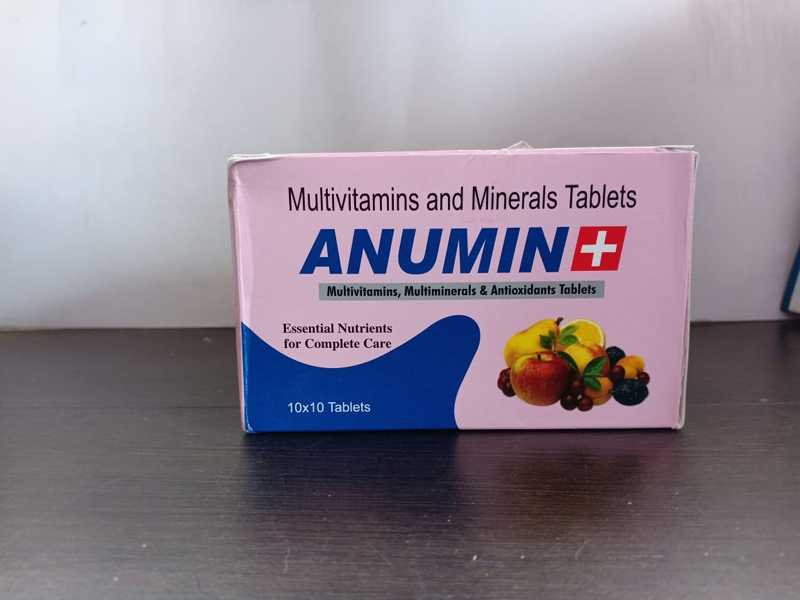 Multivitamins and Minerals Tablets
ANUMIN+
Multivitamins, Multiminerals & Antioxidants Tablets
Essential Nutrients
for Complete Care
10x10 Tablets